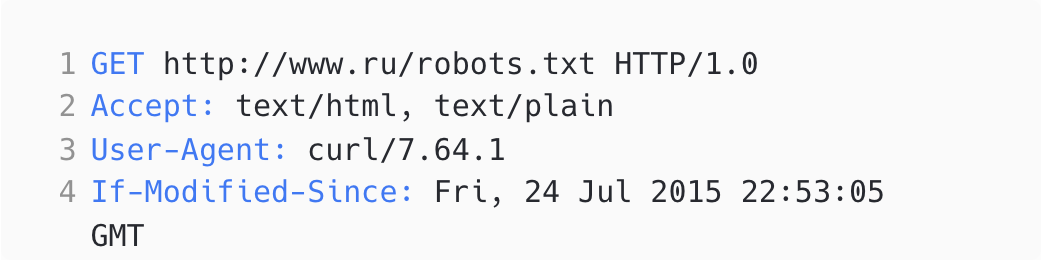 1 GET http://www.ru/robots.txt HTTP/1.0
2 Accept: text/html, text/plain
3 User-Agent: curl/7.64.1
4 If-Modified-Since: Fri, 24 Jul 2015 22:53:05
GMT